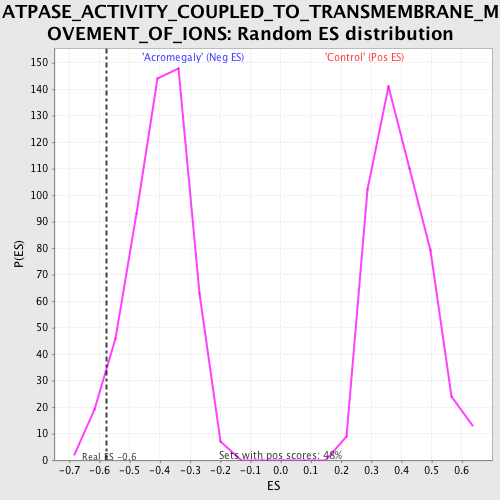 ATPASE_ACTIVITY_COUPLED_TO_TRANSMEMBRANE_M
OVEMENT_OF_IONS: Random ES distribution
'Acromegaly' (Neg ES) 'Control' (Pos ES)
150
140
130
120
110
100
90
80
70
60
50
40
30
20
10
0
P(ES)
Real ES -0.6 Sets with pos scores: 48%
-0.7 -0.6 -0.5 -0.4 -0.3 -0.2 -0.1 0.0 0.1 0.2 0.3 0.4 0.5 0.6
ES